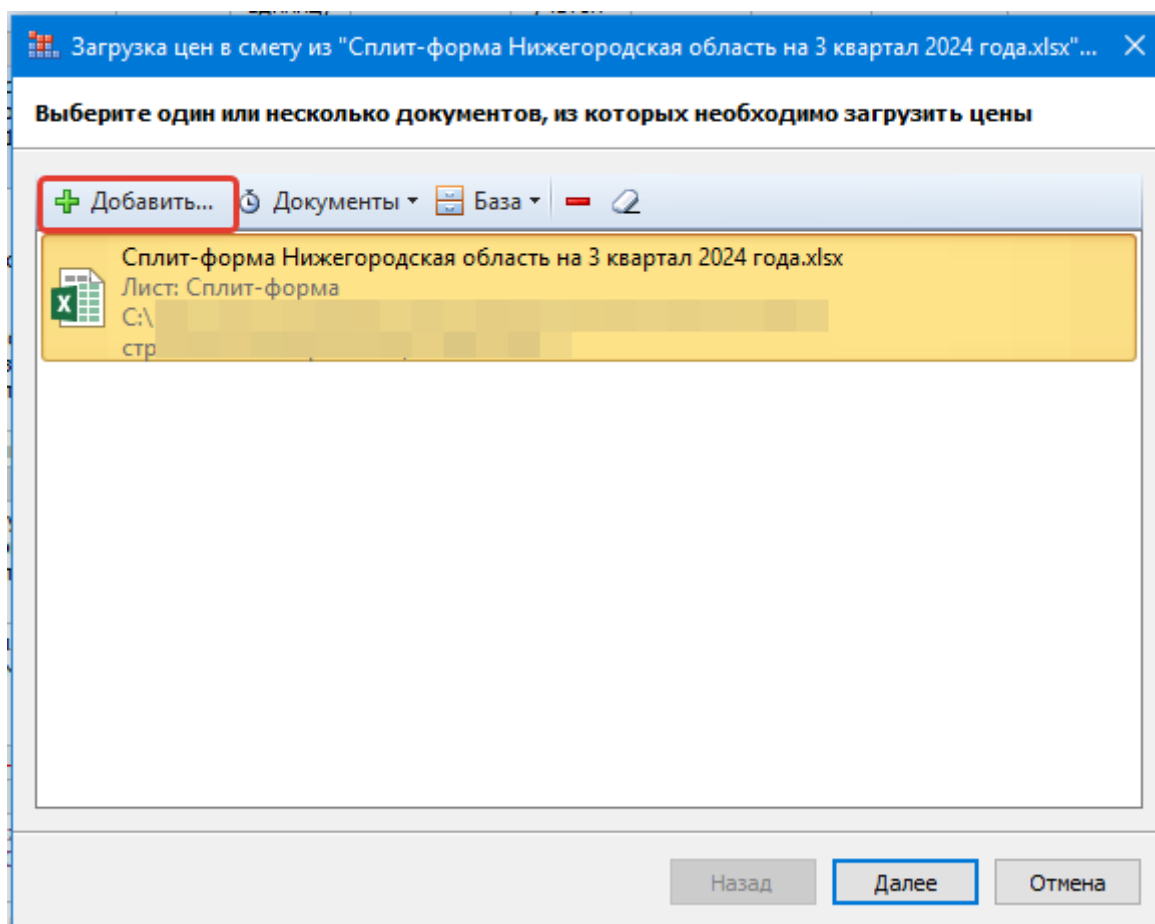 Загрузка цен в смету из "Сплит-форма Нижегородская область на 3 квартал 2024 года.xlsx"...
Выберите один или несколько документов, из которых необходимо загрузить цены
Добавить... Документы База
Сплит-форма Нижегородская область на 3 квартал 2024 года.xlsx
Лист: Сплит-форма
C:\
стр
Назад Далее Отмена